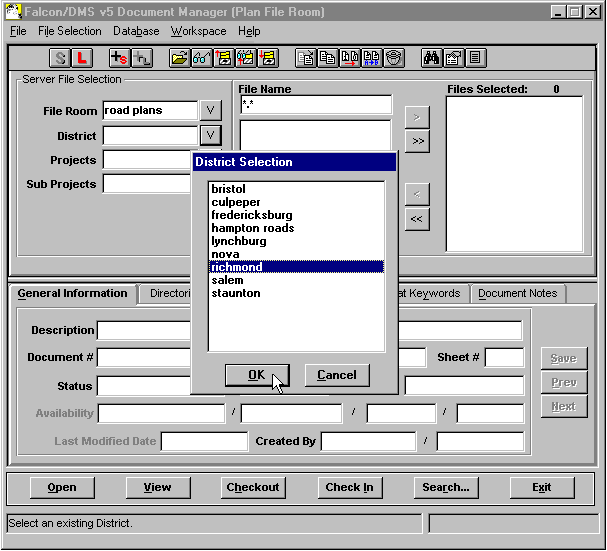 Falcon/DMS v5 Document Manager (Plan File Room)
File File Selection Database Workspace Help
S L +S +L
Server File Selection
File Room road plans V
District V
Projects
Sub Projects
File Name
*.*
>
>>
<
<<
Files Selected: 0
District Selection
bristol
culpeper
fredericksburg
hampton roads
lynchburg
nova
richmond
salem
staunton
OK Cancel
General Information Directori at Keywords Document Notes
Description
Document # Sheet #
Status
Availability / / /
Last Modified Date Created By /
Save
Prev
Next
Open View Checkout Check In Search... Exit
Select an existing District.